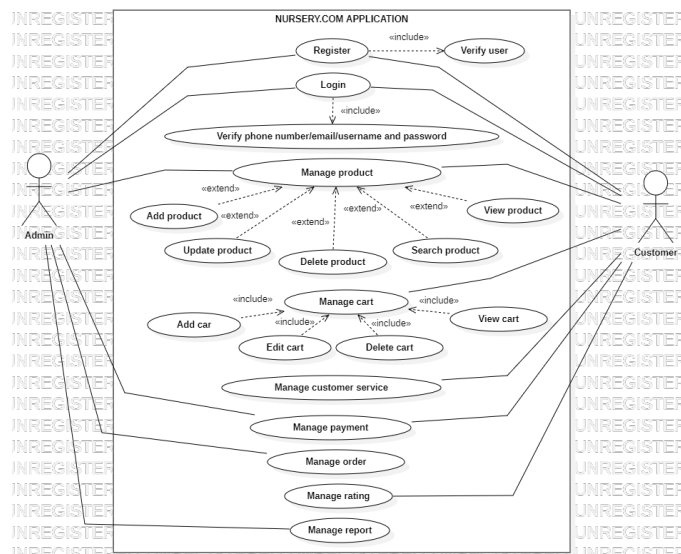 NURSERY.COM APPLICATION
Register
«include»
Verify user
Login
«include»
Verify phone number/email/username and password
Manage product
«extend»
«extend»
«extend»
«extend»
«extend»
Add product
View product
Update product
Delete product
Search product
Admin
Customer
Manage cart
«include»
«include»
«include»
«include»
Add car
View cart
Edit cart
Delete cart
Manage customer service
Manage payment
Manage order
Manage rating
Manage report
UNREGISTER